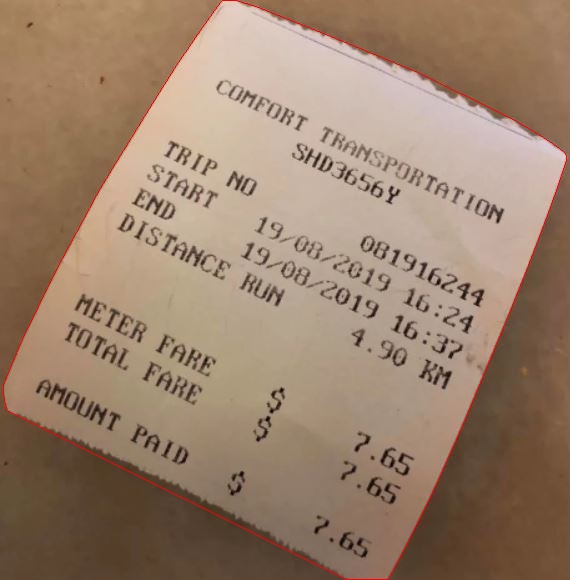 COMFORT TRANSPORTATION
SHD3656Y
TRIP NO 081916244
START 19/08/2019 16:24
END 19/08/2019 16:37
DISTANCE RUN 4.90 KM
METER FARE $ 7.65
TOTAL FARE $ 7.65
AMOUNT PAID $ 7.65